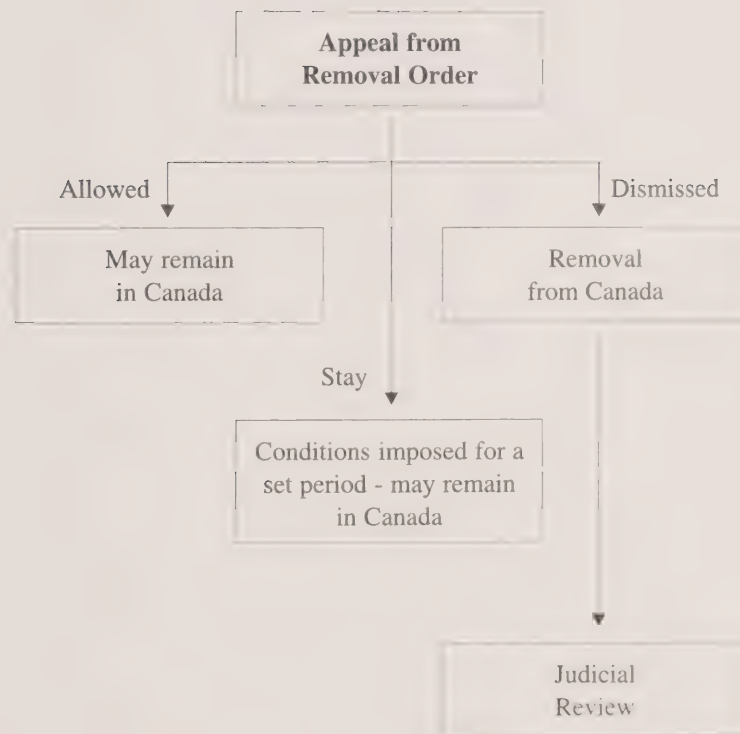 Appeal from
Removal Order
Allowed
Dismissed
May remain
in Canada
Removal
from Canada
Stay
Conditions imposed for a
set period - may remain
in Canada
Judicial
Review